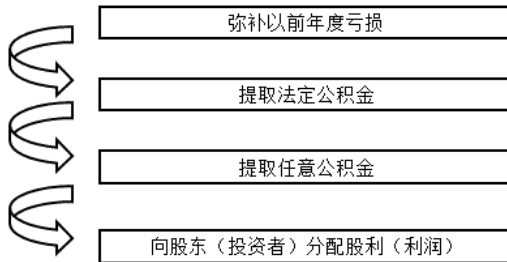 弥补以前年度亏损
提取法定公积金
提取任意公积金
向股东（投资者）分配股利（利润）